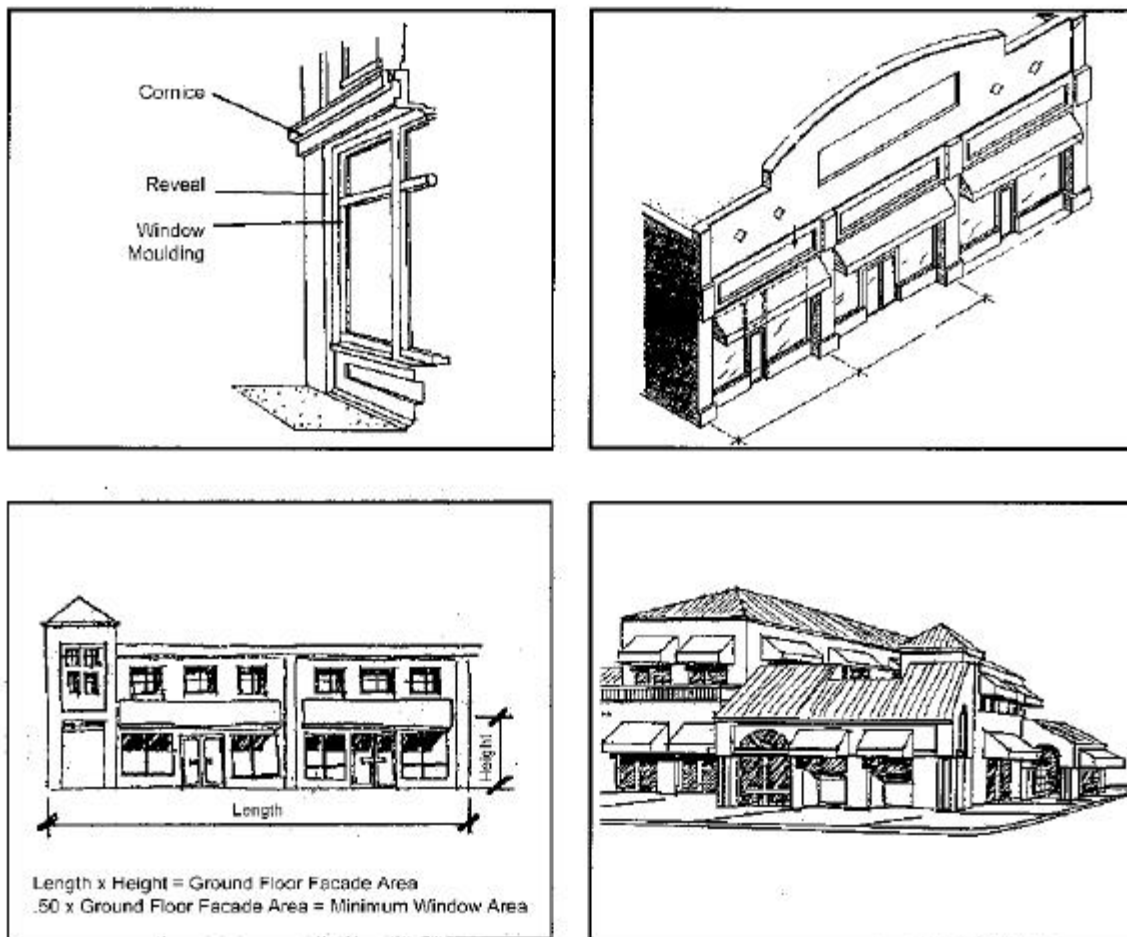 Cornice
Reveal
Window
Moulding
Height
Length
Length x Height = Ground Floor Facade Area
.50 x Ground Floor Facade Area = Minimum Window Area